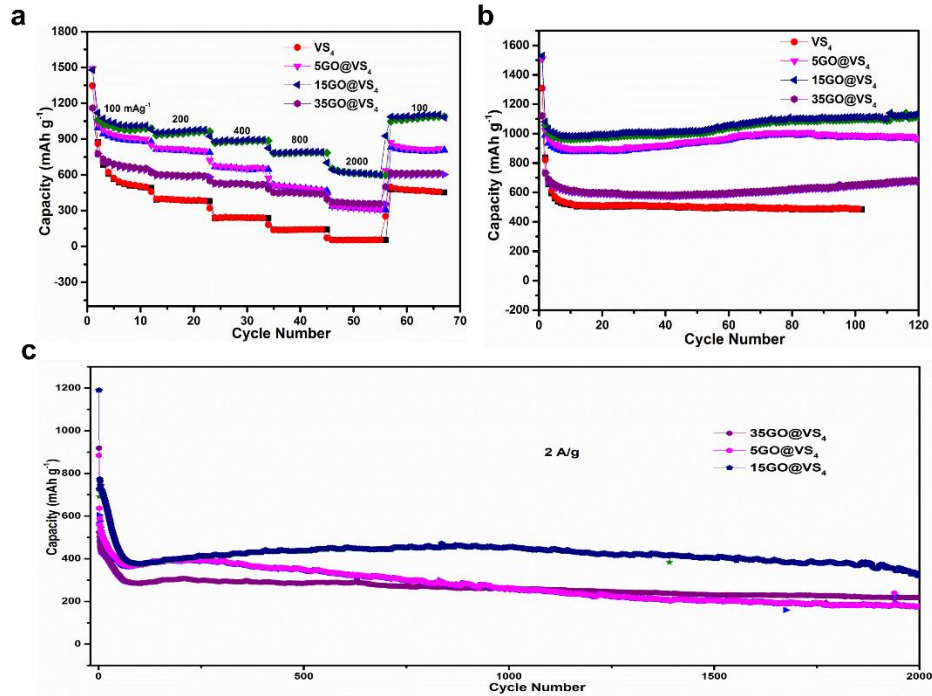 a
1800
1500
1200
900
600
300
0
-300
Capacity (mAh g-1)
VS4
5GO@VS4
15GO@VS4
35GO@VS4
100 mAg-1
200
400
800
2000
100
0 10 20 30 40 50 60 70
Cycle Number
b
1600
1400
1200
1000
800
600
400
200
0
-200
Capacity (mAh g-1)
VS4
5GO@VS4
15GO@VS4
35GO@VS4
0 20 40 60 80 100 120
Cycle Number
c
1200
1000
800
600
400
200
0
Capacity (mAh g-1)
35GO@VS4
5GO@VS4
15GO@VS4
2 A/g
0 500 1000 1500 2000
Cycle Number